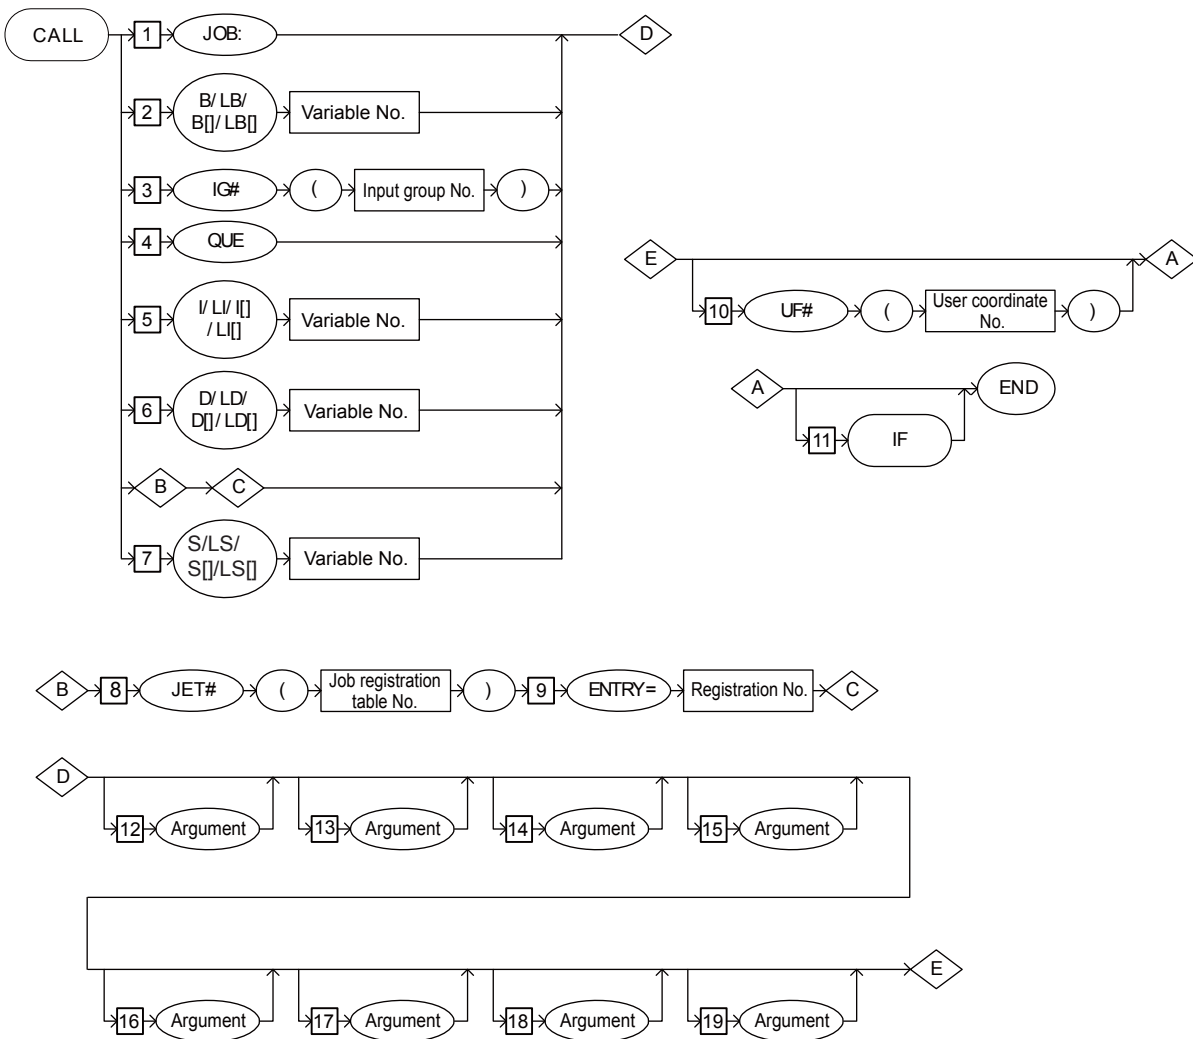 CALL
1 JOB: D
2 B/ LB/
B[]/ LB[] Variable No.
3 IG# ( Input group No. )
4 QUE
5 I/ LI/ I[]
/ LI[] Variable No.
6 D/ LD/
D[]/ LD[] Variable No.
B C
7 S/LS/
S[]/LS[] Variable No.
E A
10 UF# ( User coordinate
No. )
A END
11 IF
B 8 JET# ( Job registration
table No. ) 9 ENTRY= Registration No. C
D
12 Argument 13 Argument 14 Argument 15 Argument
E
16 Argument 17 Argument 18 Argument 19 Argument